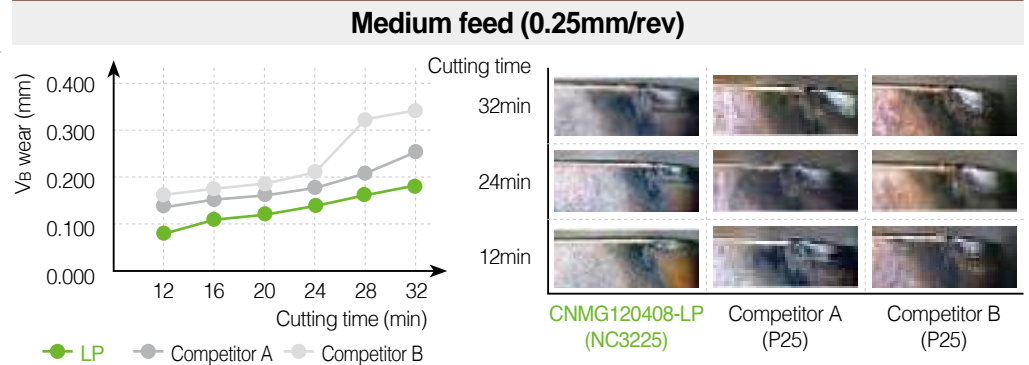 Medium feed (0.25mm/rev)
VB wear (mm)
0.400
0.300
0.200
0.100
0.000
12 16 20 24 28 32
Cutting time (min)
LP Competitor A Competitor B
Cutting time
32min
24min
12min
CNMG120408-LP
(NC3225)
Competitor A
(P25)
Competitor B
(P25)